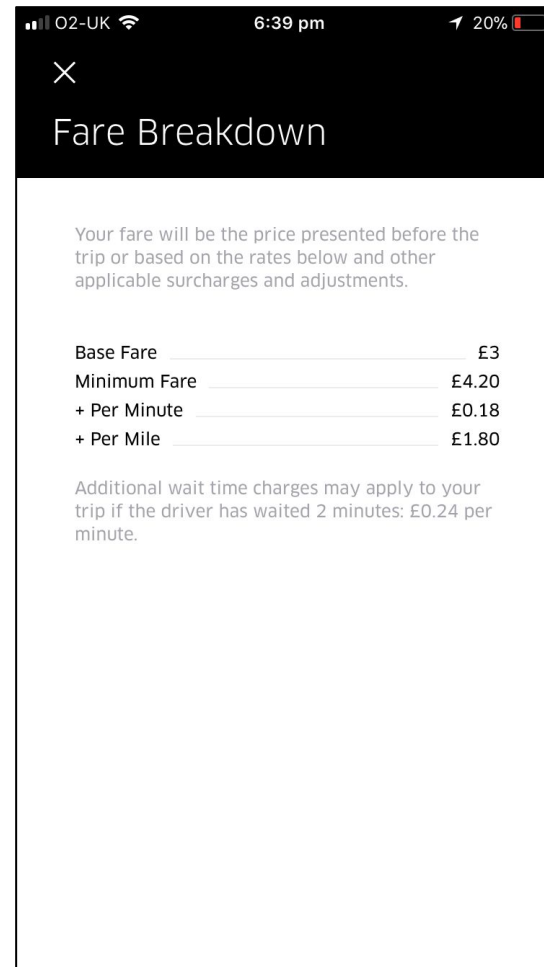 O2-UK 6:39 pm 20%
Fare Breakdown
Your fare will be the price presented before the
trip or based on the rates below and other
applicable surcharges and adjustments.
Base Fare £3
Minimum Fare £4.20
+ Per Minute £0.18
+ Per Mile £1.80
Additional wait time charges may apply to your
trip if the driver has waited 2 minutes: £0.24 per
minute.